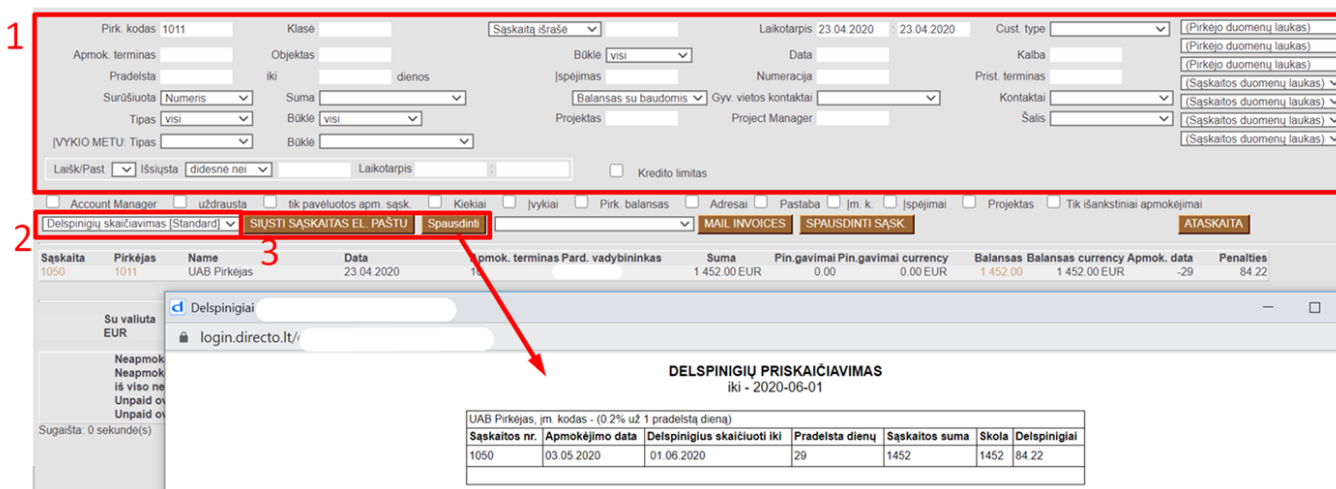 1
Pirk. kodas 1011 Klasė Sąskaitą išrašė Laikotarpis 23.04.2020 : 23.04.2020 Cust. type (Pirkėjo duomenų laukas)
(Pirkėjo duomenų laukas)
Apmok. terminas Objektas Būklė visi Data Kalba (Pirkėjo duomenų laukas)
Pradelsta iki dienos Įspėjimas Numeracija Prist. terminas (Sąskaitos duomenų laukas)
Surūšiuota Numeris Suma Balansas su baudomis Gyv. vietos kontaktai Kontaktai (Sąskaitos duomenų laukas)
Tipas visi Būklė visi Projektas Project Manager Šalis (Sąskaitos duomenų laukas)
ĮVYKIO METU: Tipas Būklė (Sąskaitos duomenų laukas)
Laišk/Past Išsiųsta didesnė nei Laikotarpis : Kredito limitas
Account Manager uždrausta tik pavėluotos apm. sąsk. Kiekiai Įvykiai Pirk. balansas Adresai Pastaba Įm. k. Įspėjimai Projektas Tik išankstiniai apmokėjimai
2 Delspinigių skaičiavimas [Standard] SIŲSTI SĄSKAITAS EL. PAŠTU Spausdinti MAIL INVOICES SPAUSDINTI SĄSK. ATASKAITA
3
Sąskaita Pirkėjas Name Data Apmok. terminas Pard. vadybininkas Suma Pin.gavimai Pin.gavimai currency Balansas Balansas currency Apmok. data Penalties
1050 1011 UAB Pirkėjas 23.04.2020 10 1 452.00 EUR 0.00 0.00 EUR 1 452.00 1 452.00 EUR -29 84.22
Su valiuta
EUR
Neapmok
Neapmok
iš viso ne
Unpaid ov
Unpaid ov
Sugaišta: 0 sekundė(s)
Delspinigiai
login.directo.lt/
DELSPINIGIŲ PRISKAIČIAVIMAS
iki - 2020-06-01
UAB Pirkėjas, įm. kodas - (0.2% už 1 pradelstą dieną)
Sąskaitos nr. Apmokėjimo data Delspinigius skaičiuoti iki Pradelsta dienų Sąskaitos suma Skola Delspinigiai
1050 03.05.2020 01.06.2020 29 1452 1452 84.22